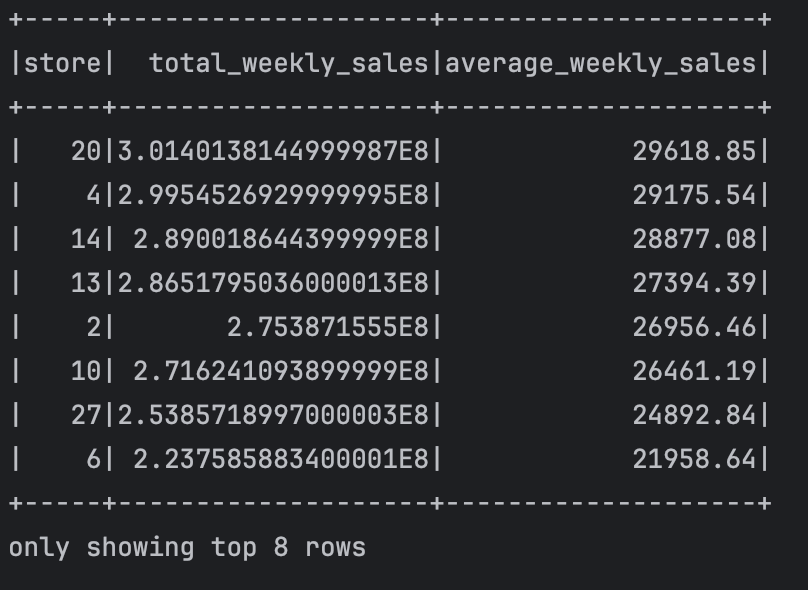 +-----+--------------------+--------------------+
|store|  total_weekly_sales|average_weekly_sales|
+-----+--------------------+--------------------+
|   20|3.0140138144999987E8|            29618.85|
|    4|2.9954526929999995E8|            29175.54|
|   14| 2.890018644399999E8|            28877.08|
|   13|2.8651795036000013E8|            27394.39|
|    2|       2.753871555E8|            26956.46|
|   10| 2.716241093899999E8|            26461.19|
|   27|2.5385718997000003E8|            24892.84|
|    6| 2.237585883400001E8|            21958.64|
+-----+--------------------+--------------------+
only showing top 8 rows